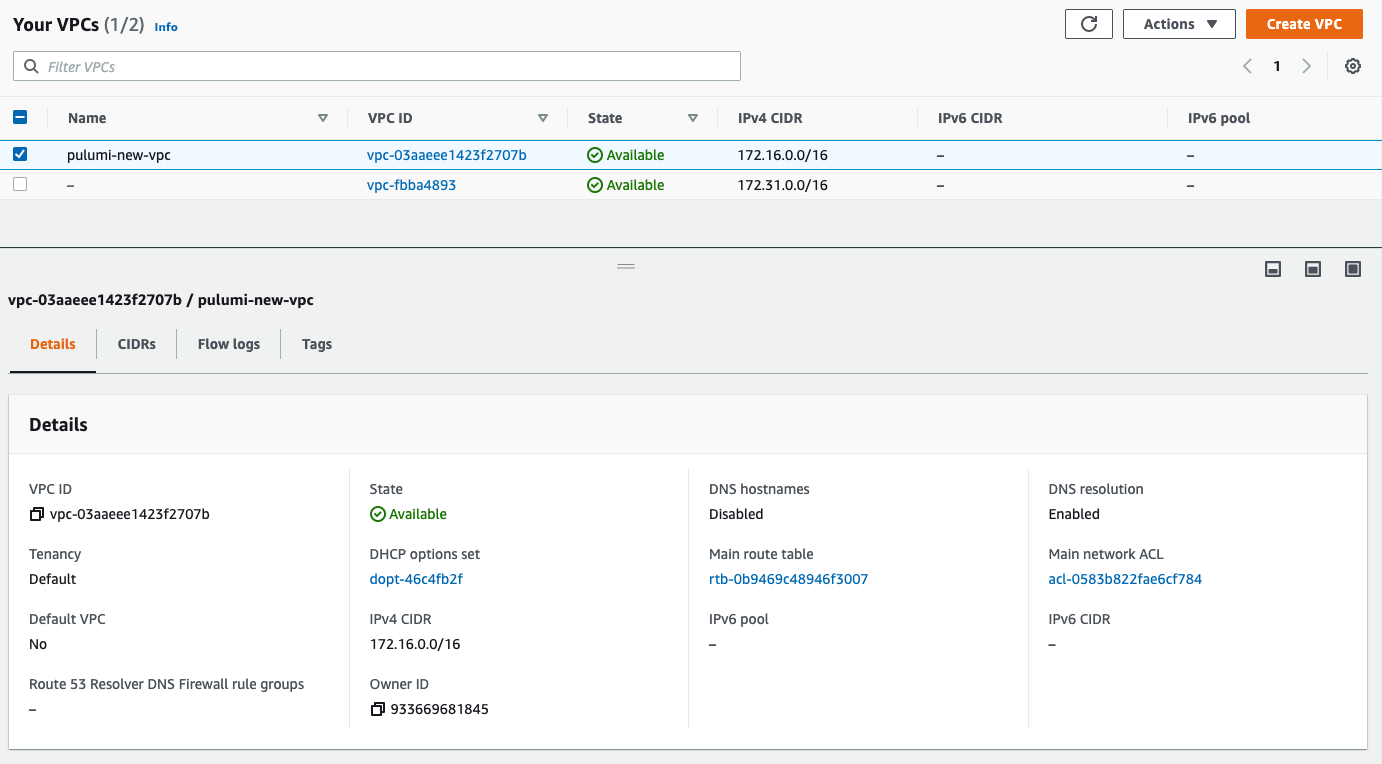 Your VPCs (1/2) Info
Actions Create VPC
Filter VPCs
1
Name VPC ID State IPv4 CIDR IPv6 CIDR IPv6 pool
pulumi-new-vpc vpc-03aaeee1423f2707b Available 172.16.0.0/16 – –
– vpc-fbba4893 Available 172.31.0.0/16 – –
vpc-03aaeee1423f2707b / pulumi-new-vpc
Details CIDRs Flow logs Tags
Details
VPC ID State DNS hostnames DNS resolution
vpc-03aaeee1423f2707b Available Disabled Enabled
Tenancy DHCP options set Main route table Main network ACL
Default dopt-46c4fb2f rtb-0b9469c48946f3007 acl-0583b822fae6cf784
Default VPC IPv4 CIDR IPv6 pool IPv6 CIDR
No 172.16.0.0/16 – –
Route 53 Resolver DNS Firewall rule groups Owner ID
– 933669681845